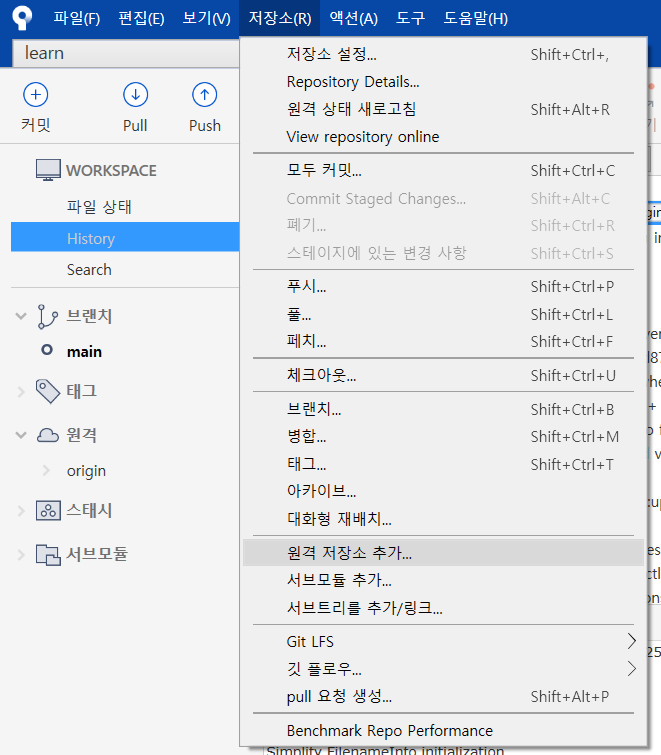 파일(F) 편집(E) 보기(V) 저장소(R) 액션(A) 도구 도움말(H)
learn
커밋 Pull Push
WORKSPACE
파일 상태
History
Search
브랜치
main
태그
원격
origin
스태시
서브모듈
저장소 설정... Shift+Ctrl+,
Repository Details...
원격 상태 새로고침 Shift+Alt+R
View repository online
모두 커밋... Shift+Ctrl+C
Commit Staged Changes... Shift+Alt+C
폐기... Shift+Ctrl+R
스테이지에 있는 변경 사항 Shift+Ctrl+S
푸시... Shift+Ctrl+P
풀... Shift+Ctrl+L
페치... Shift+Ctrl+F
체크아웃... Shift+Ctrl+U
브랜치... Shift+Ctrl+B
병합... Shift+Ctrl+M
태그... Shift+Ctrl+T
아카이브...
대화형 재배치...
원격 저장소 추가...
서브모듈 추가...
서브트리를 추가/링크...
Git LFS
깃 플로우...
pull 요청 생성... Shift+Alt+P
Benchmark Repo Performance
Simplify FilenameInto initialization